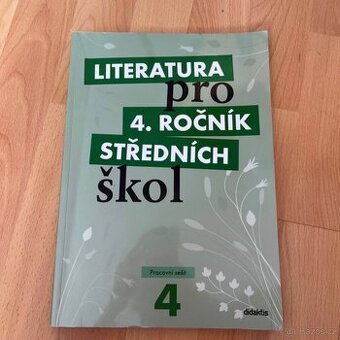 LITERATURA
pro
4. ROČNÍK
STŘEDNÍCH
škol
Pracovní sešit
4
didaktis